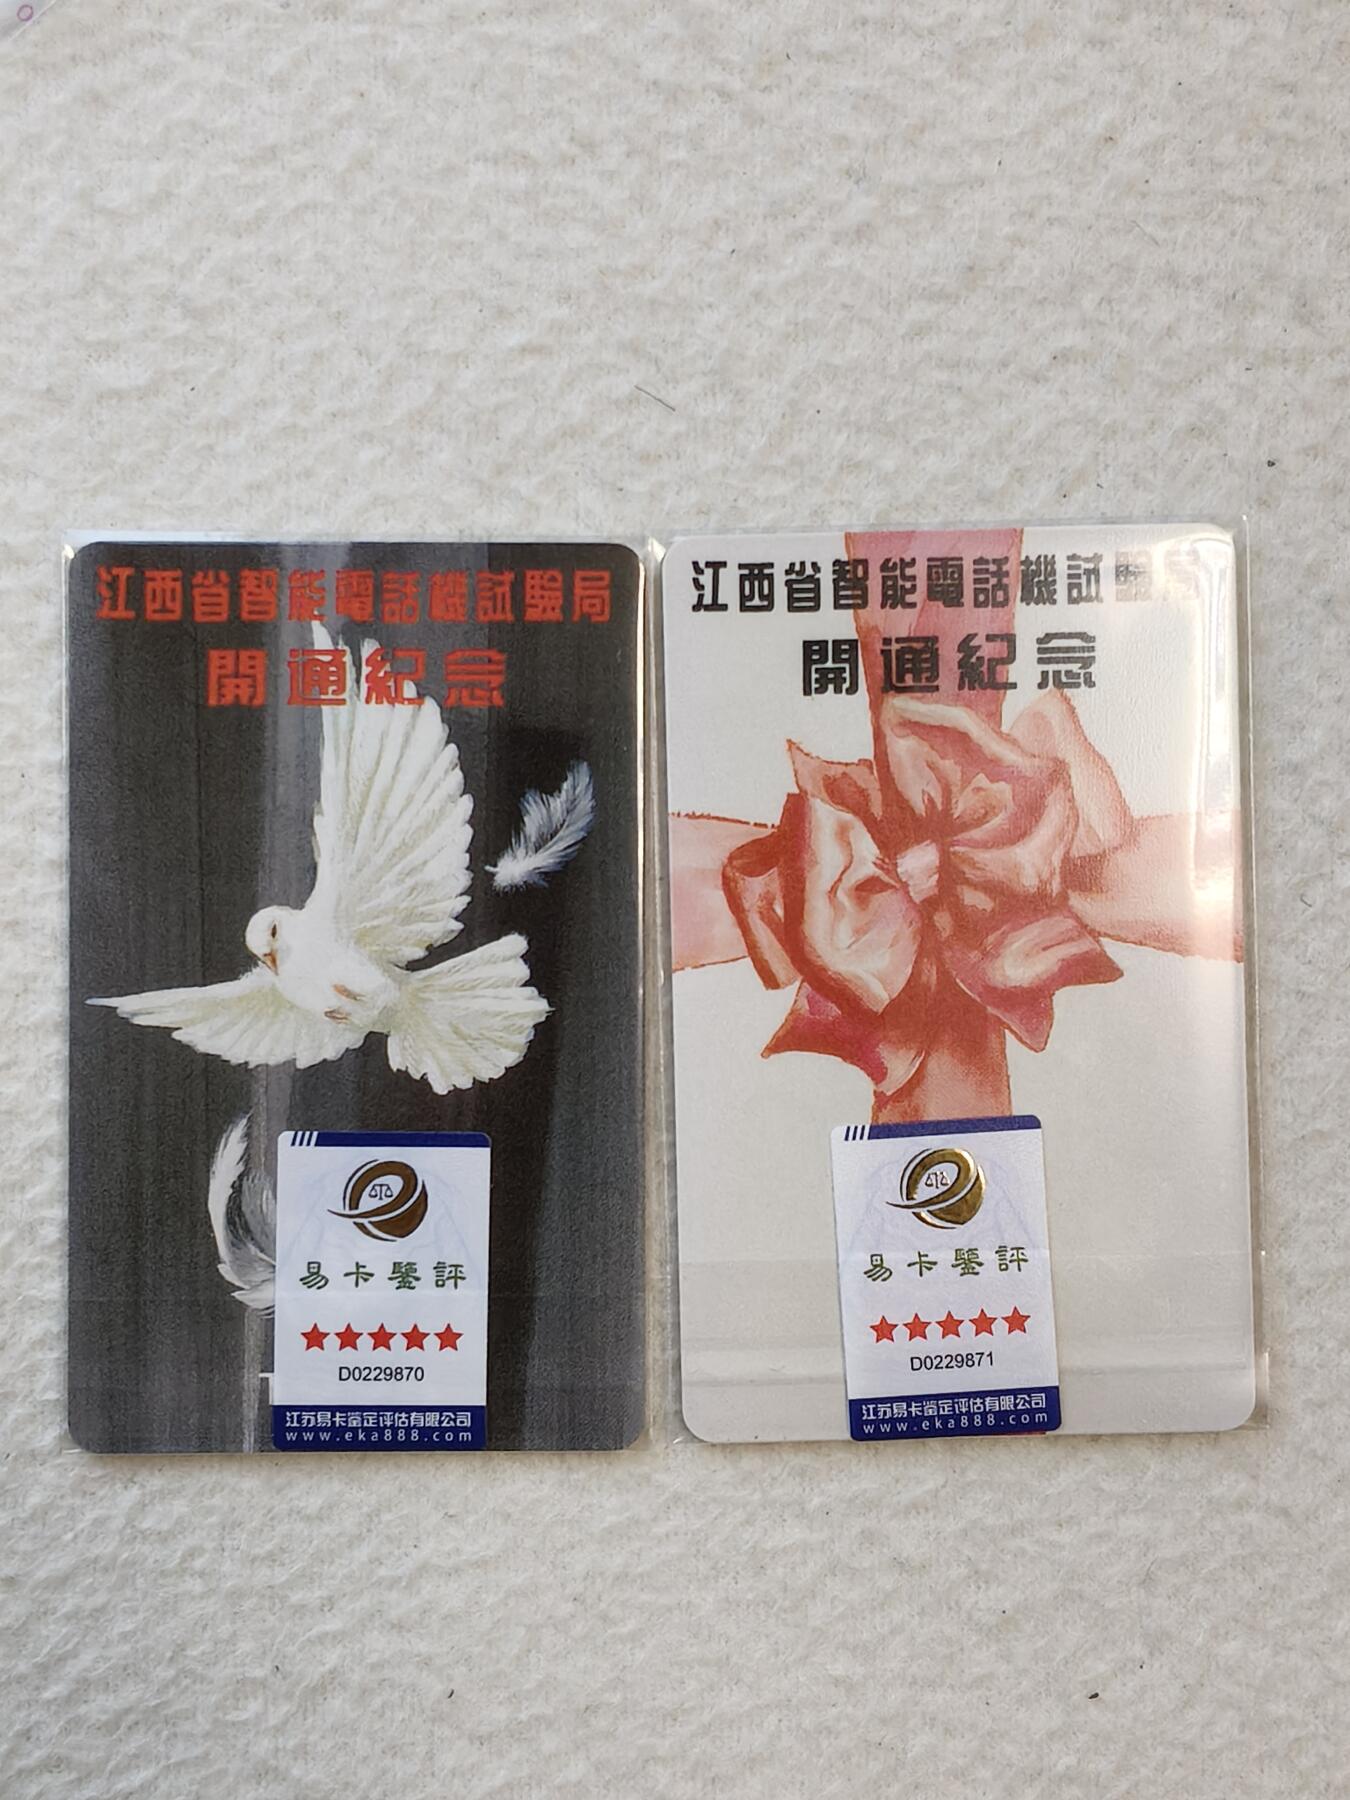 江西省智能電話機試驗局
開通紀念
易卡鑒評
D0229870
江苏易卡鉴定评估有限公司
www.eka888.com
江西省智能電話機試驗局
開通紀念
易卡鑒評
D0229871
江苏易卡鉴定评估有限公司
www.eka888.com